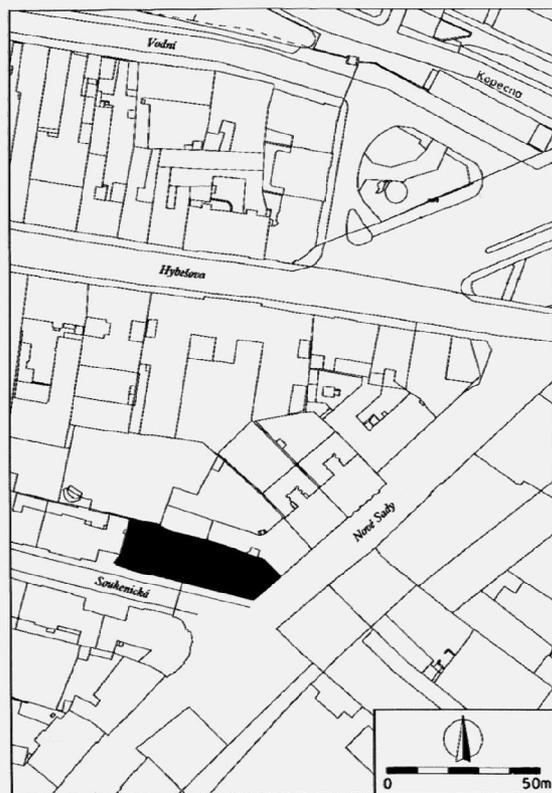 Vodní
Kopečná
Hybešova
Nové Sady
Soukenická
0 50m